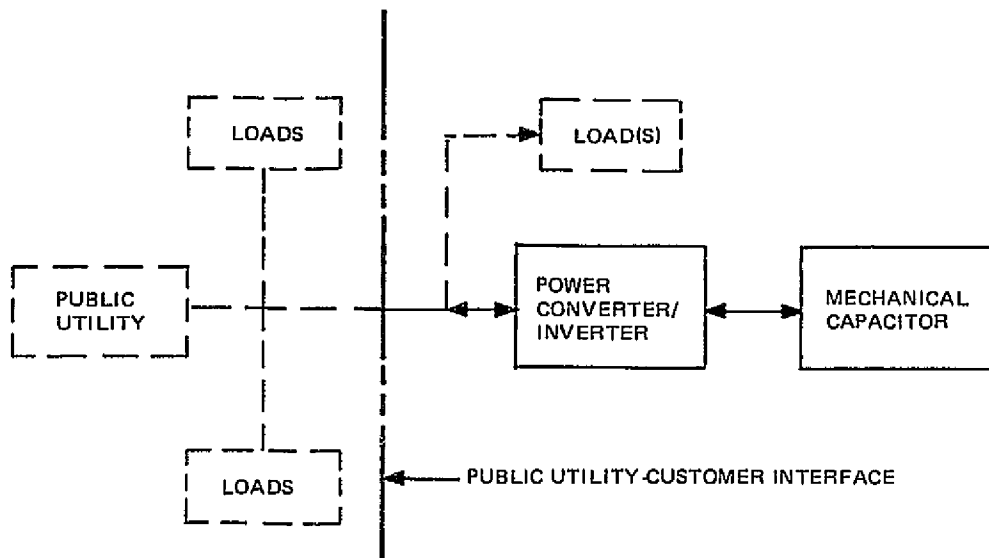 LOADS
LOAD(S)
PUBLIC
UTILITY
POWER
CONVERTER/
INVERTER
MECHANICAL
CAPACITOR
LOADS
PUBLIC UTILITY-CUSTOMER INTERFACE